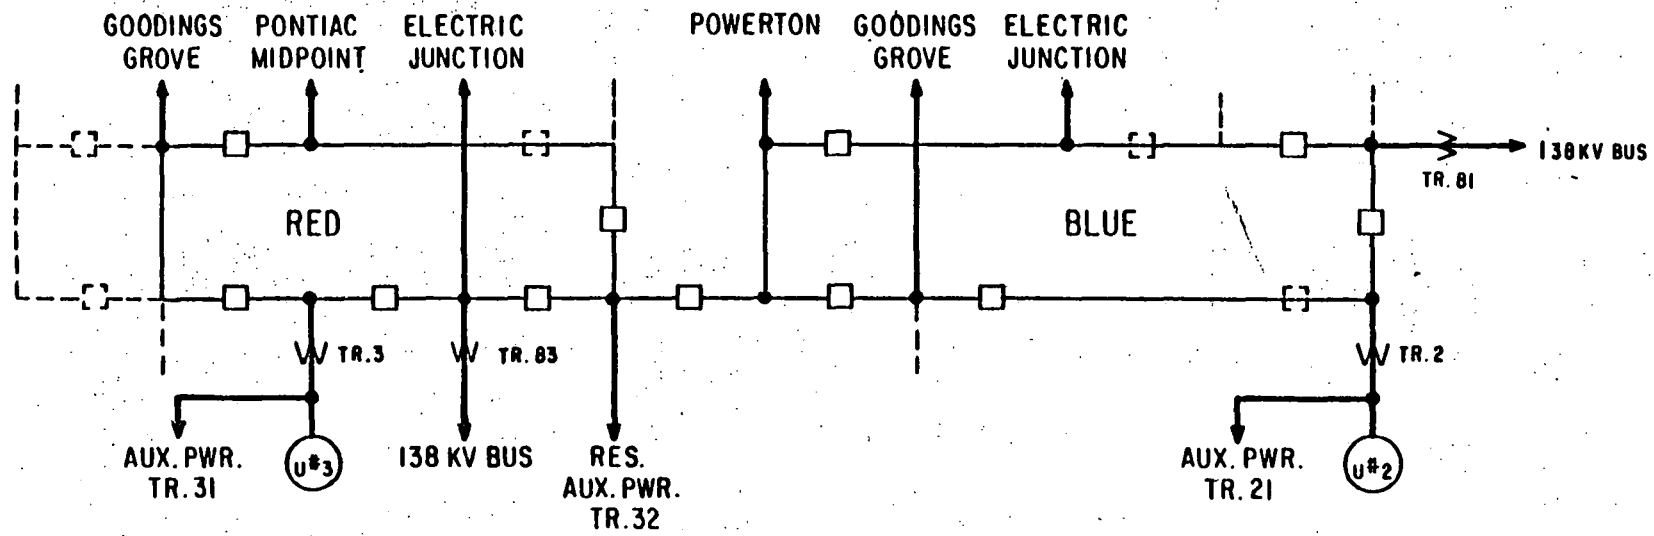 GOODINGS
GROVE
PONTIAC
MIDPOINT
ELECTRIC
JUNCTION
POWERTON
GOODINGS
GROVE
ELECTRIC
JUNCTION
138 KV BUS
TR. 81
RED
BLUE
TR. 3
TR. 83
TR. 2
AUX. PWR.
TR. 31
U#3
138 KV BUS
RES.
AUX. PWR.
TR. 32
AUX. PWR.
TR. 21
U#2